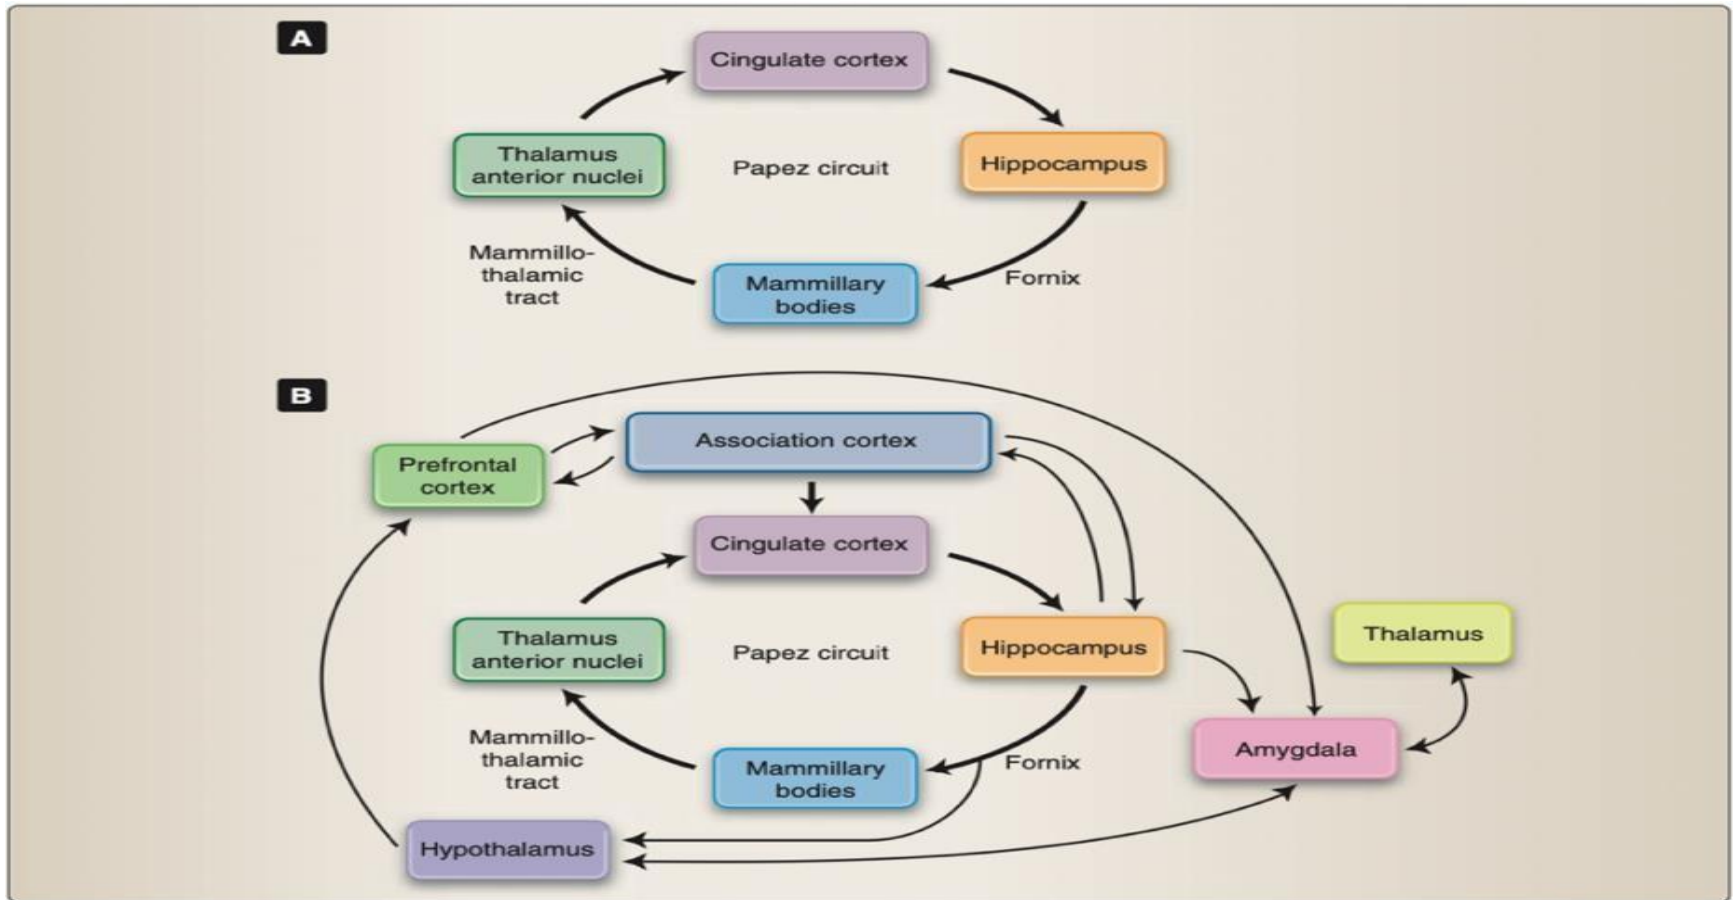 A
Cingulate cortex
Thalamus
anterior nuclei
Papez circuit
Hippocampus
Mammillo-
thalamic
tract
Mammillary
bodies
Fornix
B
Association cortex
Prefrontal
cortex
Cingulate cortex
Thalamus
anterior nuclei
Papez circuit
Hippocampus
Thalamus
Mammillo-
thalamic
tract
Mammillary
bodies
Fornix
Amygdala
Hypothalamus